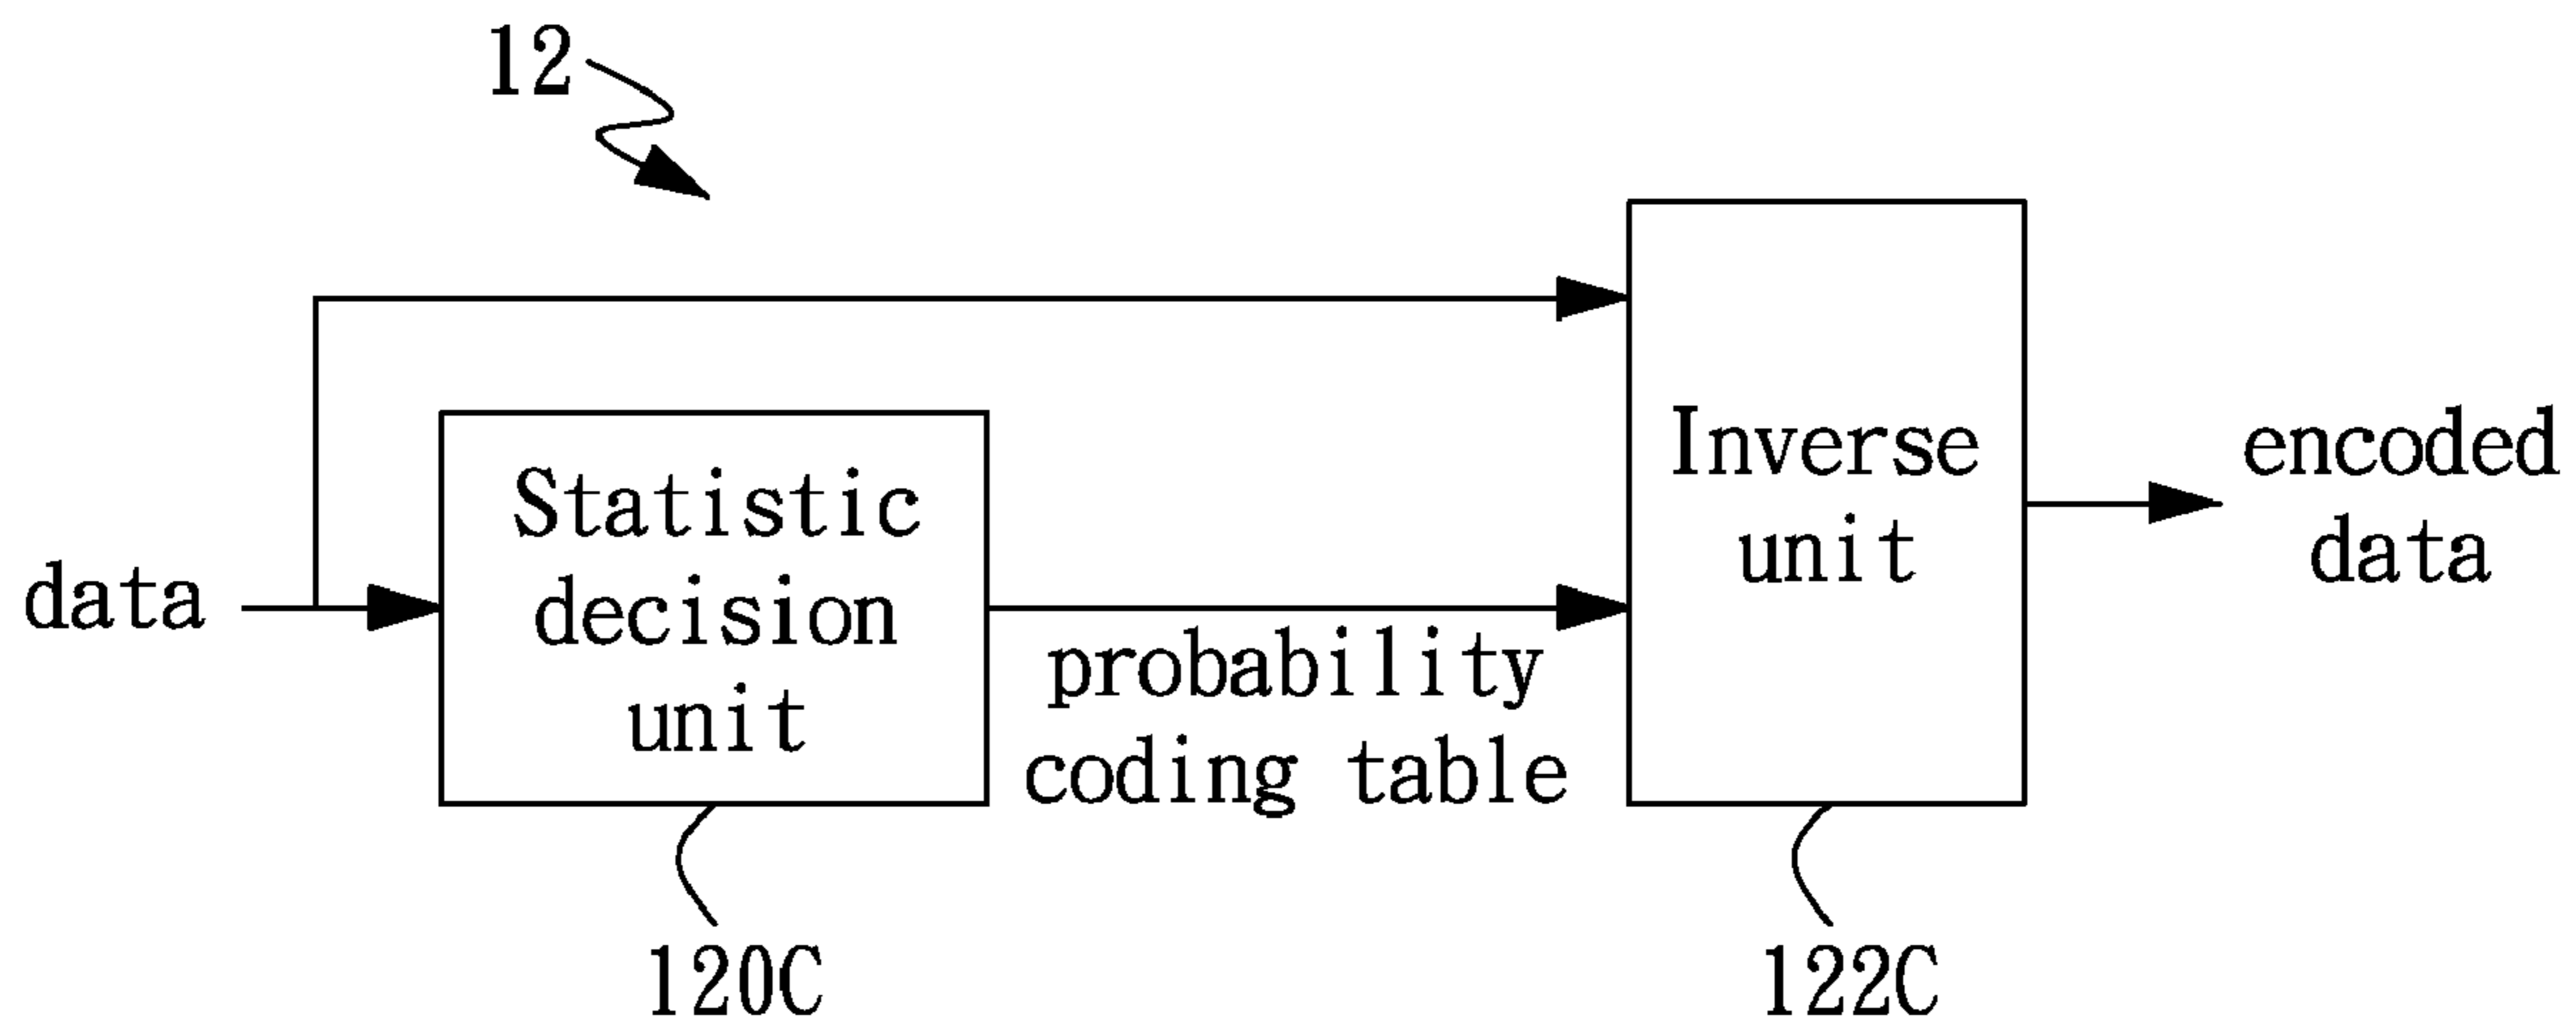 12
data
Statistic
decision
unit
120C
probability
coding table
Inverse
unit
122C
encoded
data